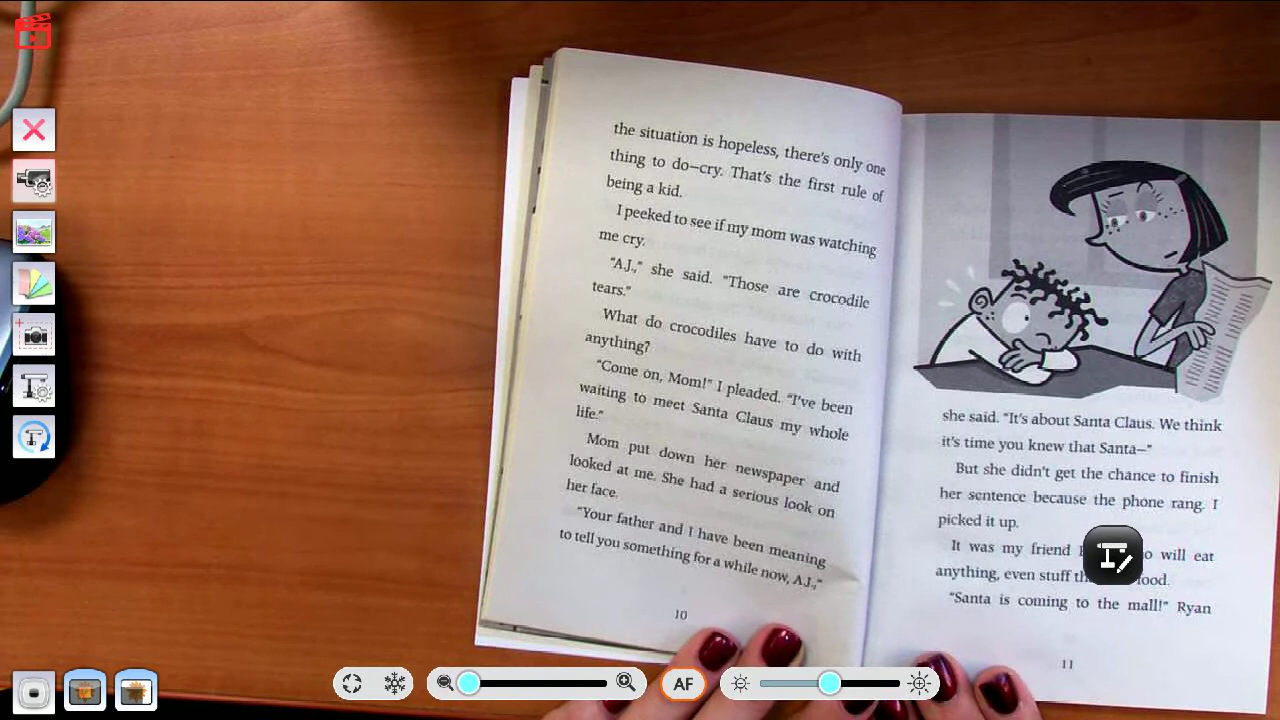 the situation is hopeless, there's only one
thing to do—cry. That's the first rule of
being a kid.
I peeked to see if my mom was watching
me cry.
"A.J.," she said. "Those are crocodile
tears."
What do crocodiles have to do with
anything?
"Come on, Mom!" I pleaded. "I've been
waiting to meet Santa Claus my whole
life."
Mom put down her newspaper and
looked at me. She had a serious look on
her face.
"Your father and I have been meaning
to tell you something for a while now, A.J.,"
10
she said. "It's about Santa Claus. We think
it's time you knew that Santa—"
But she didn't get the chance to finish
her sentence because the phone rang. I
picked it up.
It was my friend will eat
anything, even stuff food.
"Santa is coming to the mall!" Ryan
11
AF